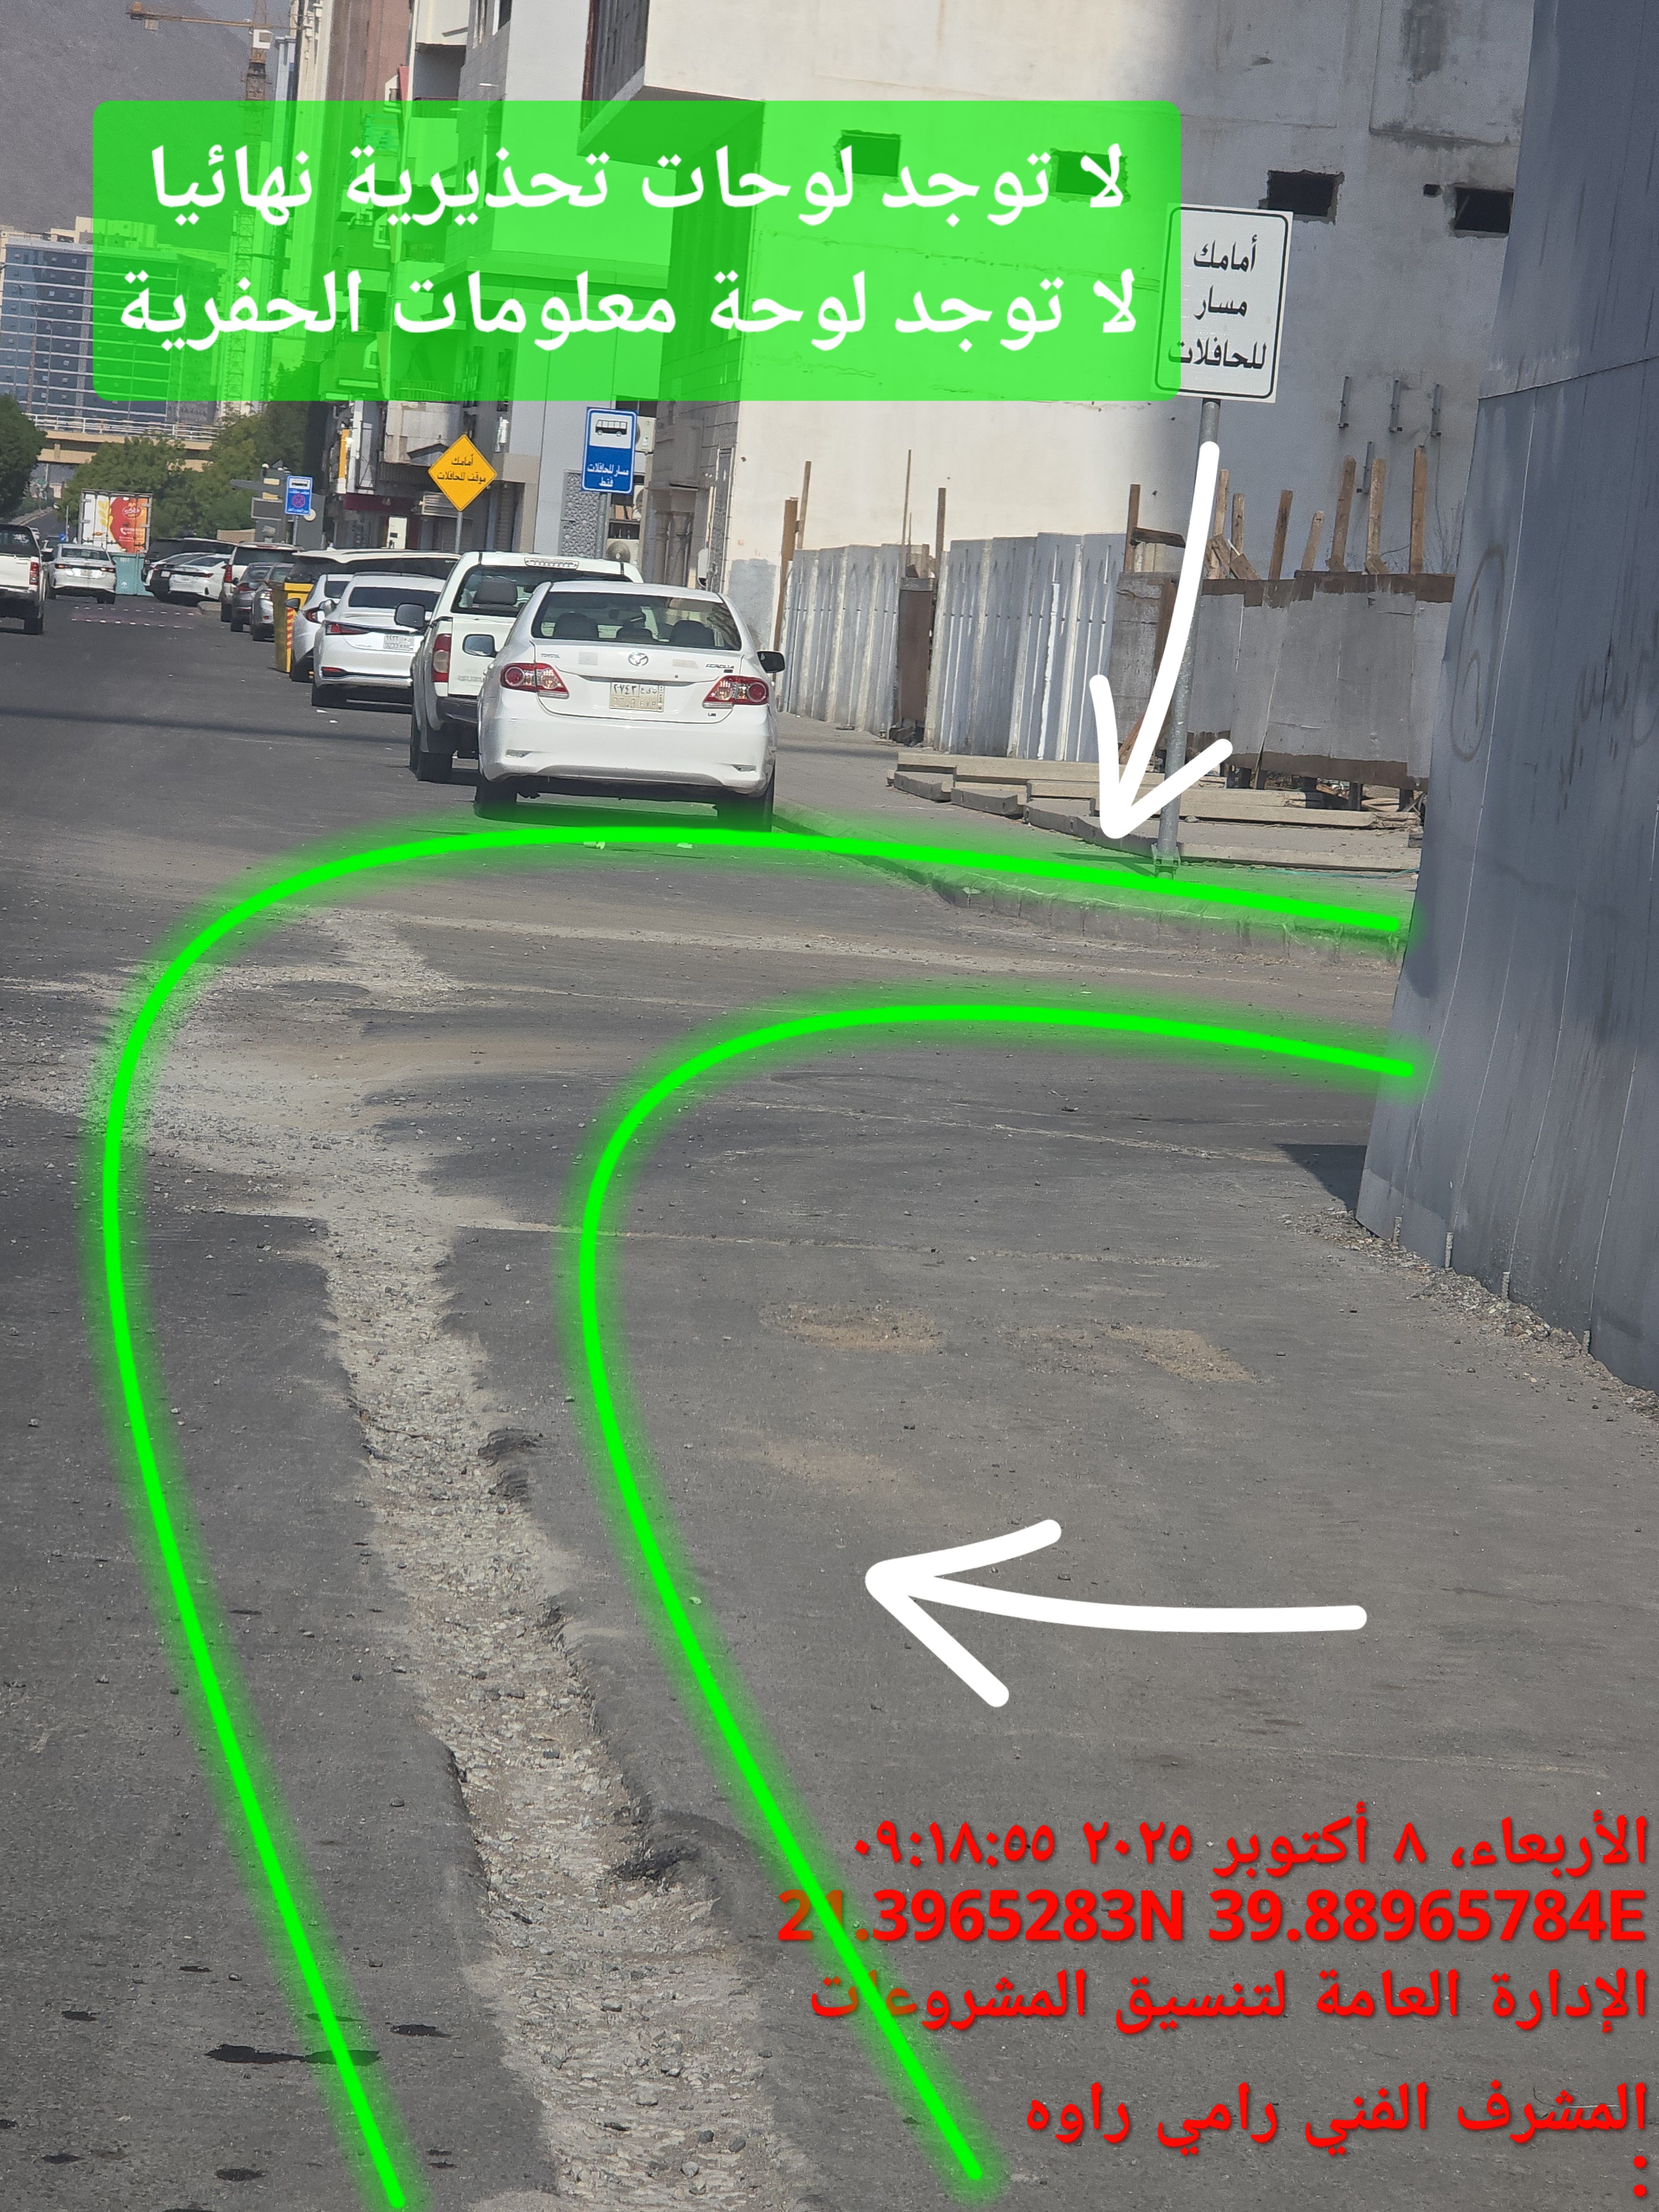 لا توجد لوحات تحذيرية نهائيا
لا توجد لوحة معلومات الحفرية
أمامك
مسار
للحافلات
مسار للحافلات
فقط
أمامك
موقف للحافلات
الأربعاء، ٨ أكتوبر ٢٠٢٥ ٠٩:١٨:٥٥
21.3965283N 39.88965784E
الإدارة العامة لتنسيق المشروعات
المشرف الفني رامي راوه
: